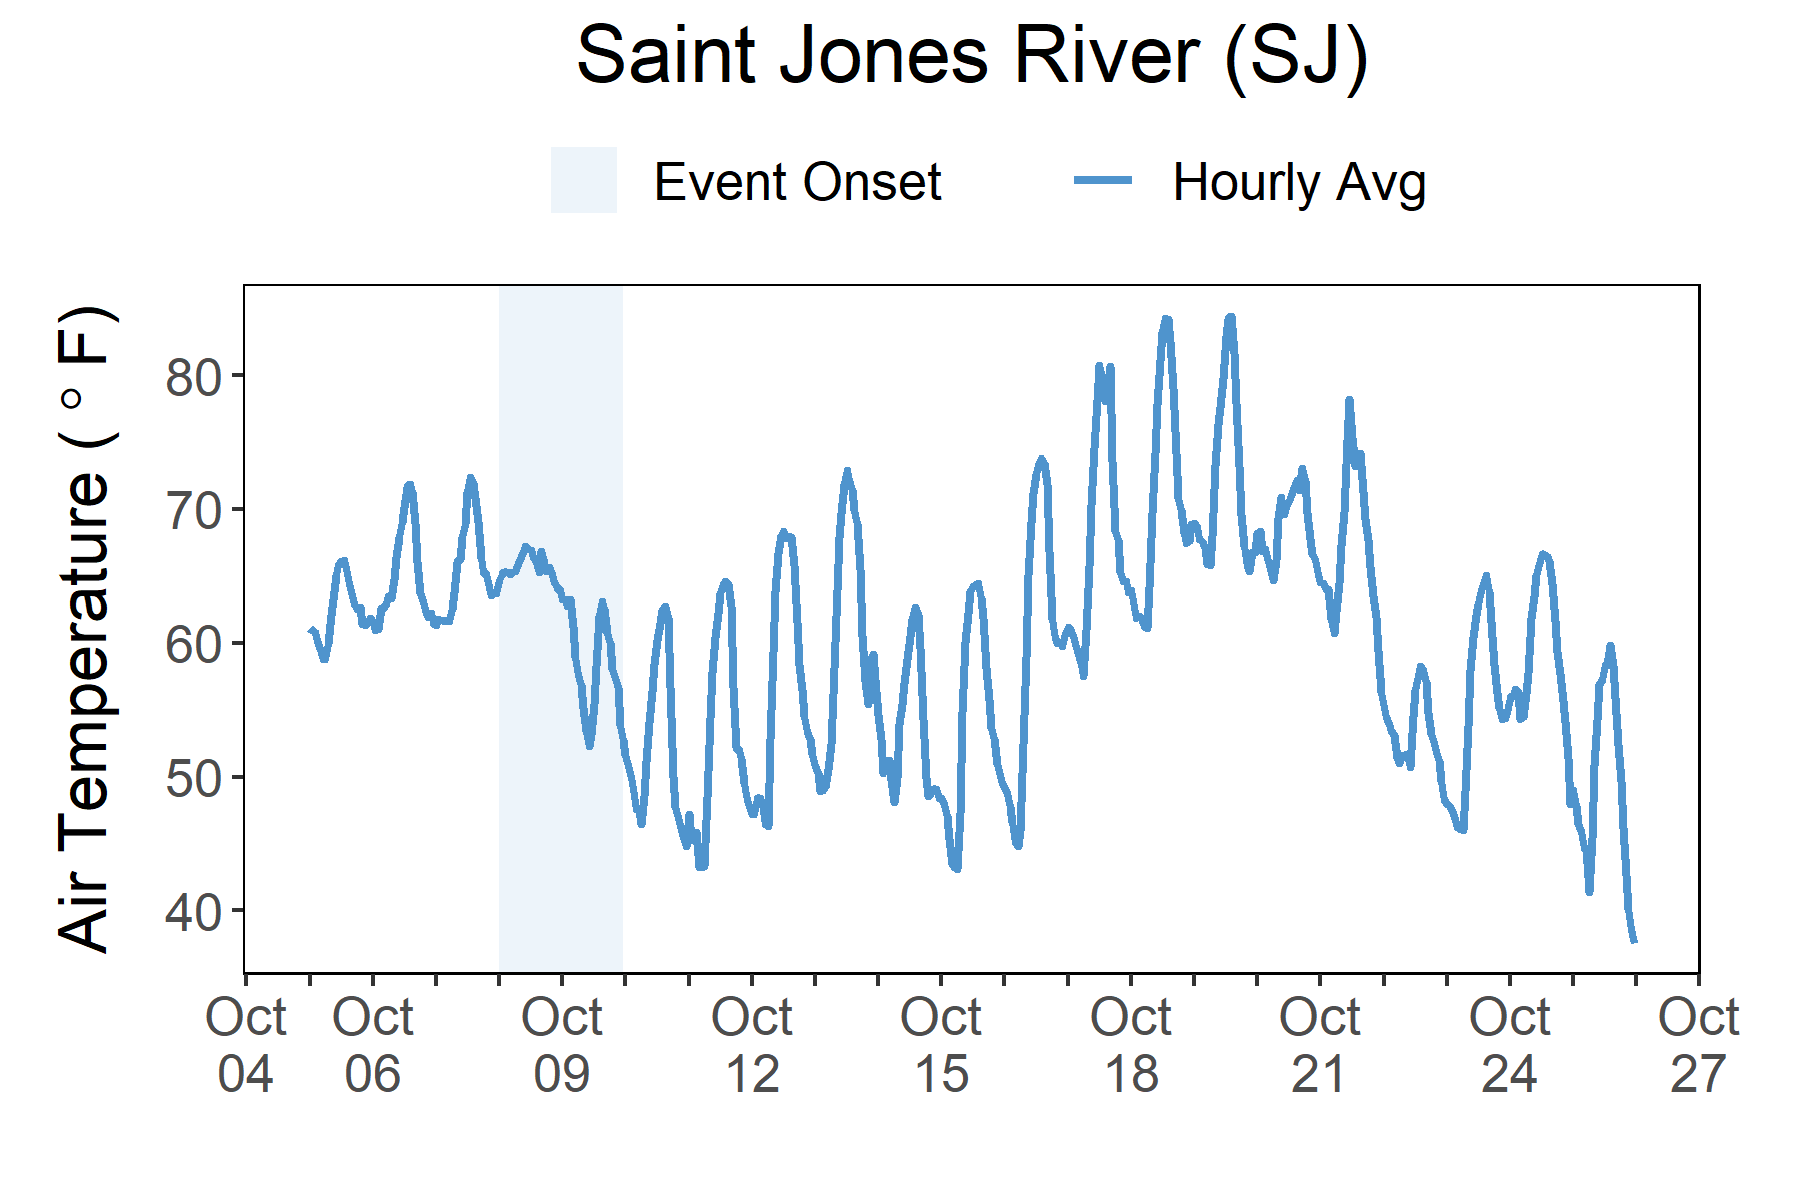 Saint Jones River (SJ)
Event Onset
Hourly Avg
Air Temperature ( ° F)
80
70
60
50
40
Oct 04
Oct 06
Oct 09
Oct 12
Oct 15
Oct 18
Oct 21
Oct 24
Oct 27